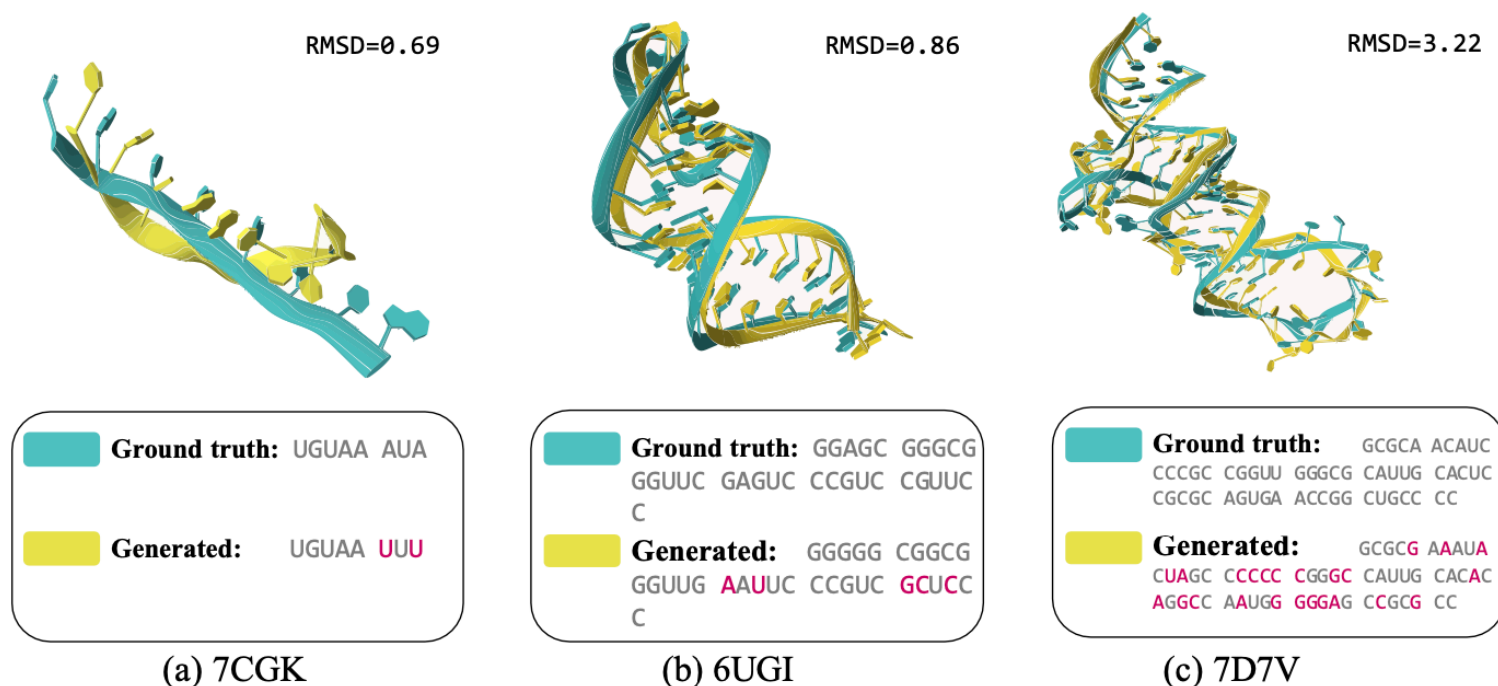 RMSD=0.69
RMSD=0.86
RMSD=3.22
Ground truth: UGUAA AUA
Generated: UGUAA UUU
(a) 7CGK
Ground truth: GGAGC GGGCG
GGUUC GAGUC CCGUC CGUUC
C
Generated: GGGGG CGGCG
GGUUG AAUUC CCGUC GCUCC
C
(b) 6UGI
Ground truth: GCGCA ACAUC
CCCGC CGGUU GGGCG CAUUG CACUC
CGCGC AGUGA ACCGG CUGCC CC
Generated: GCGCG AAAUA
CUAGC CCCCC CGGGC CAUUG CACAC
AGGCC AAUGG GGGAG CCGCG CC
(c) 7D7V